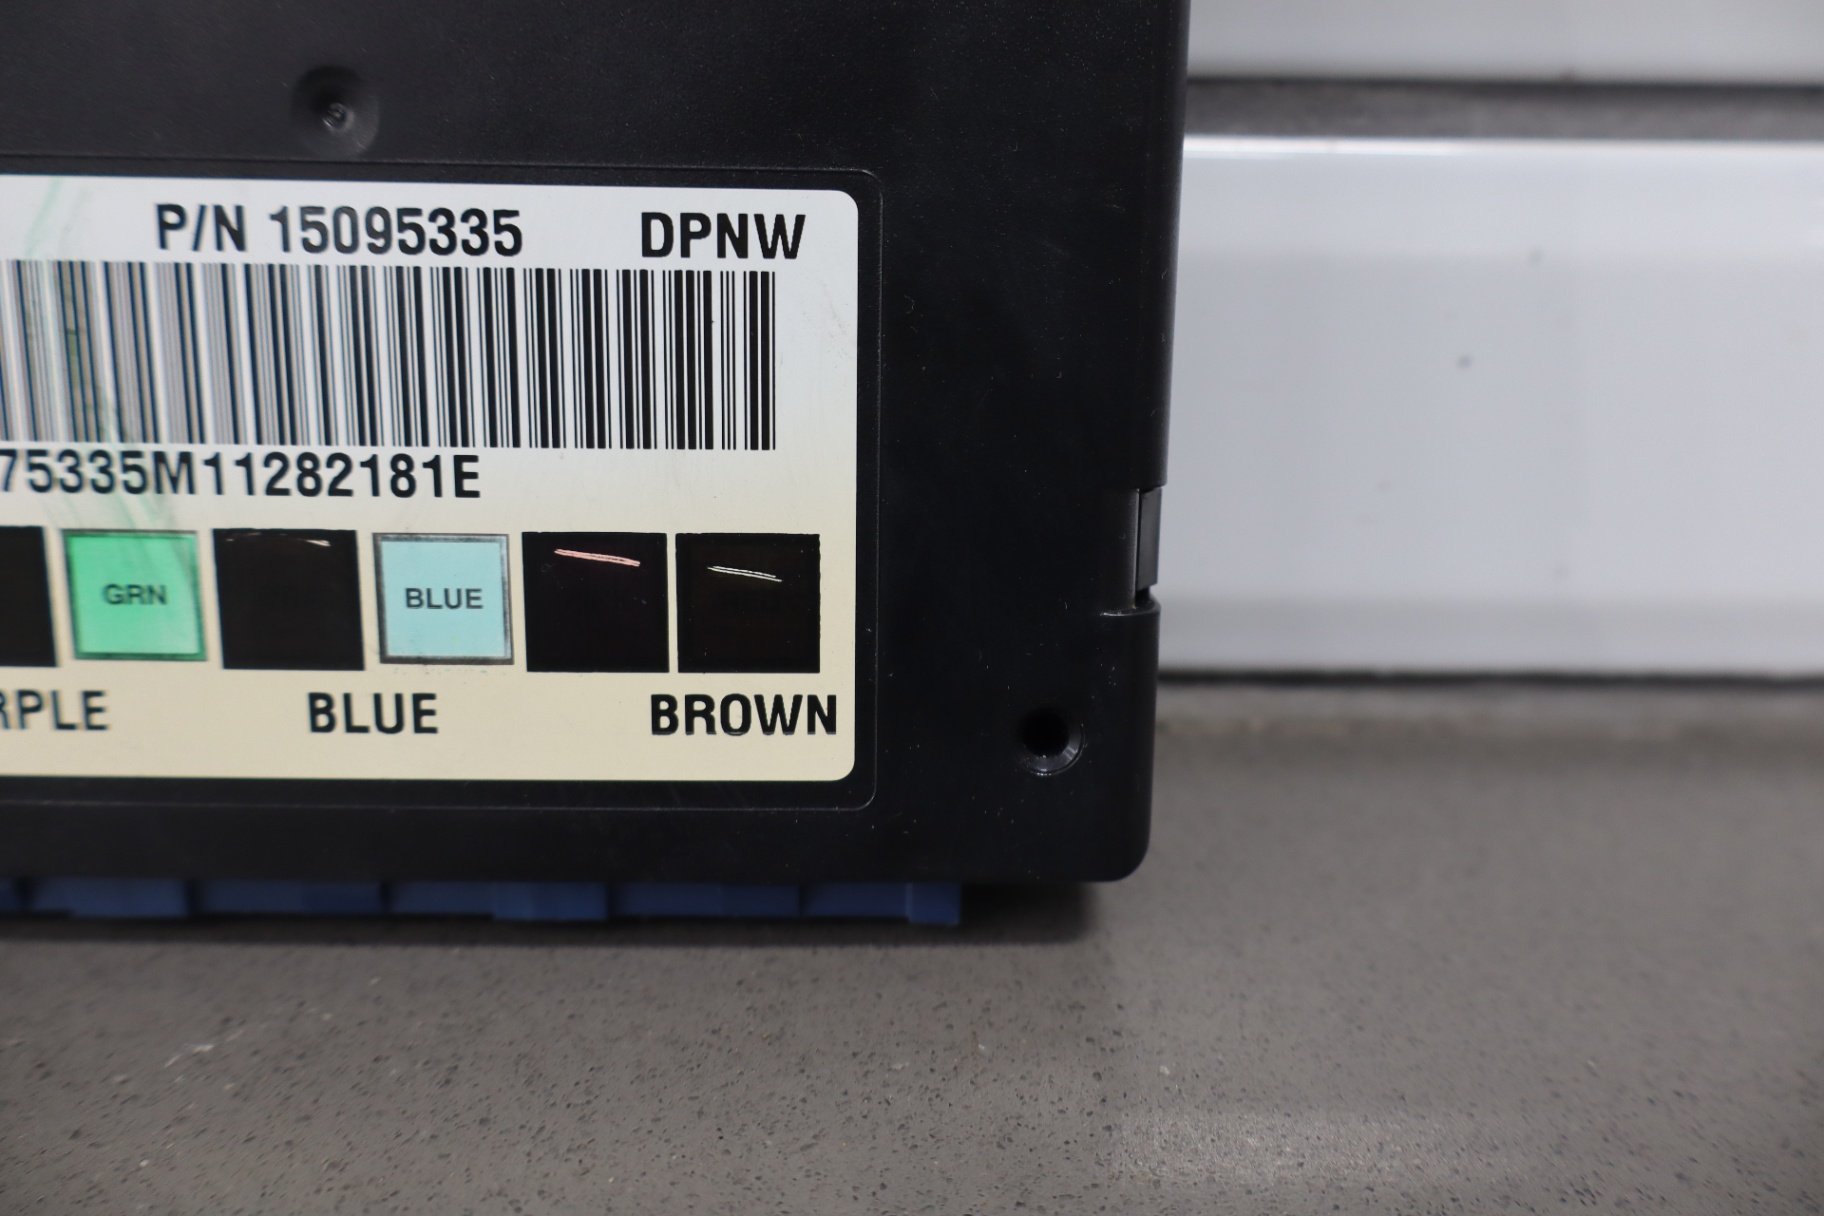 P/N 15095335 DPNW
75335M11282181E
GRN BLUE
RPLE BLUE BROWN